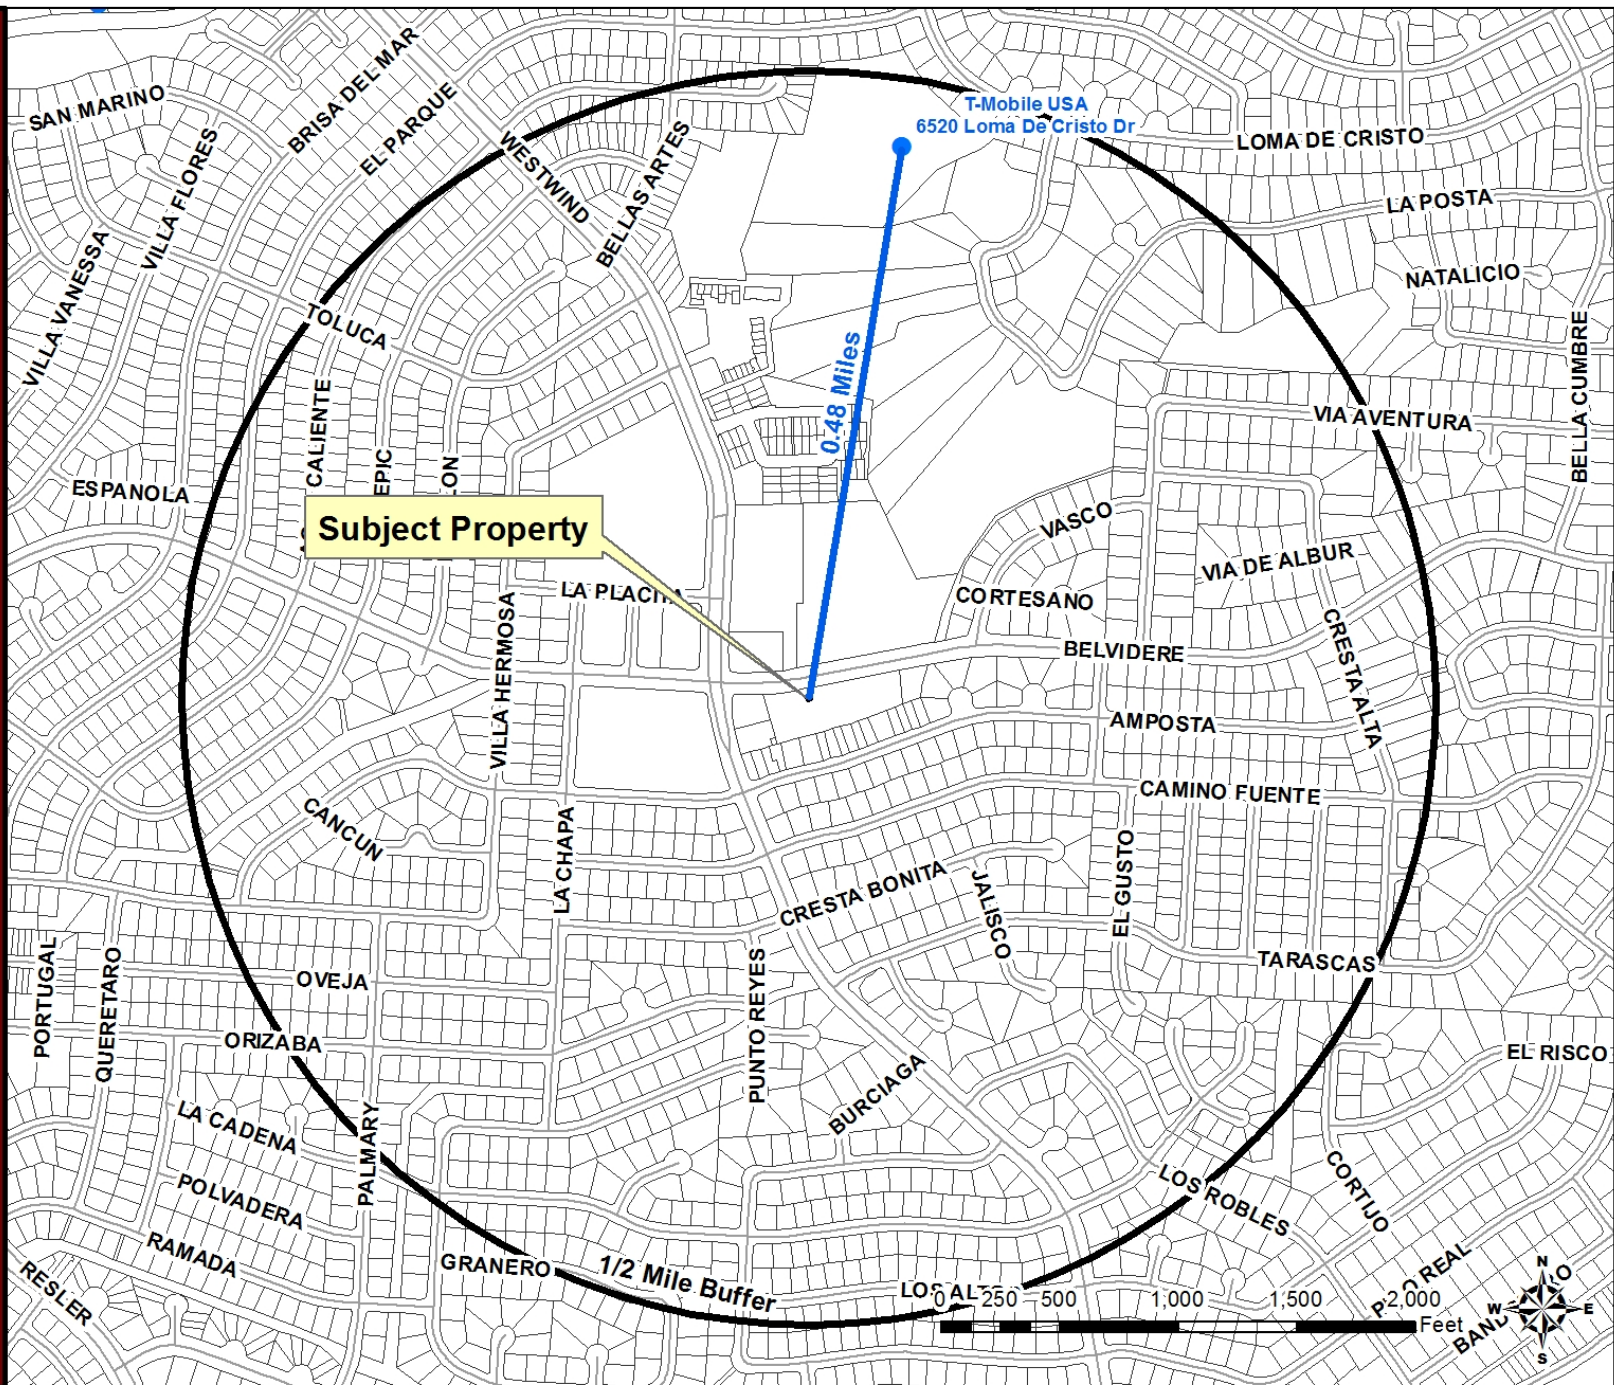 BRISA DEL MAR
SAN MARINO
EL PARQUE
T-Mobile USA
6520 Loma De Cristo Dr
LOMA DE CRISTO
WESTWIND
BELLAS ARTES
VILLA FLORES
LA POSTA
VILLA VANESSA
NATALICIO
TOLUCA
BELLA CUMBRE
0.48 Miles
VIA AVENTURA
CALIENTE
EPIC
LON
ESPANOLA
Subject Property
VASCO
VIA DE ALBUR
LA PLACITA
CORTESANO
VILLA HERMOSA
BELVIDERE
CRESTA ALTA
AMPOSTA
CAMINO FUENTE
CANCUN
LA CHAPA
EL GUSTO
CRESTA BONITA
JALISCO
TARASCAS
PORTUGAL
QUERETARO
OVEJA
PUNTO REYES
ORIZABA
EL RISCO
BURCIAGA
LA CADENA
PALMARY
LOS ROBLES
CORTIJO
POLVADERA
RAMADA
GRANERO
1/2 Mile Buffer
RESLER
REAL
N
W E
S
0 250 500 1,000 1,500 2,000
Feet